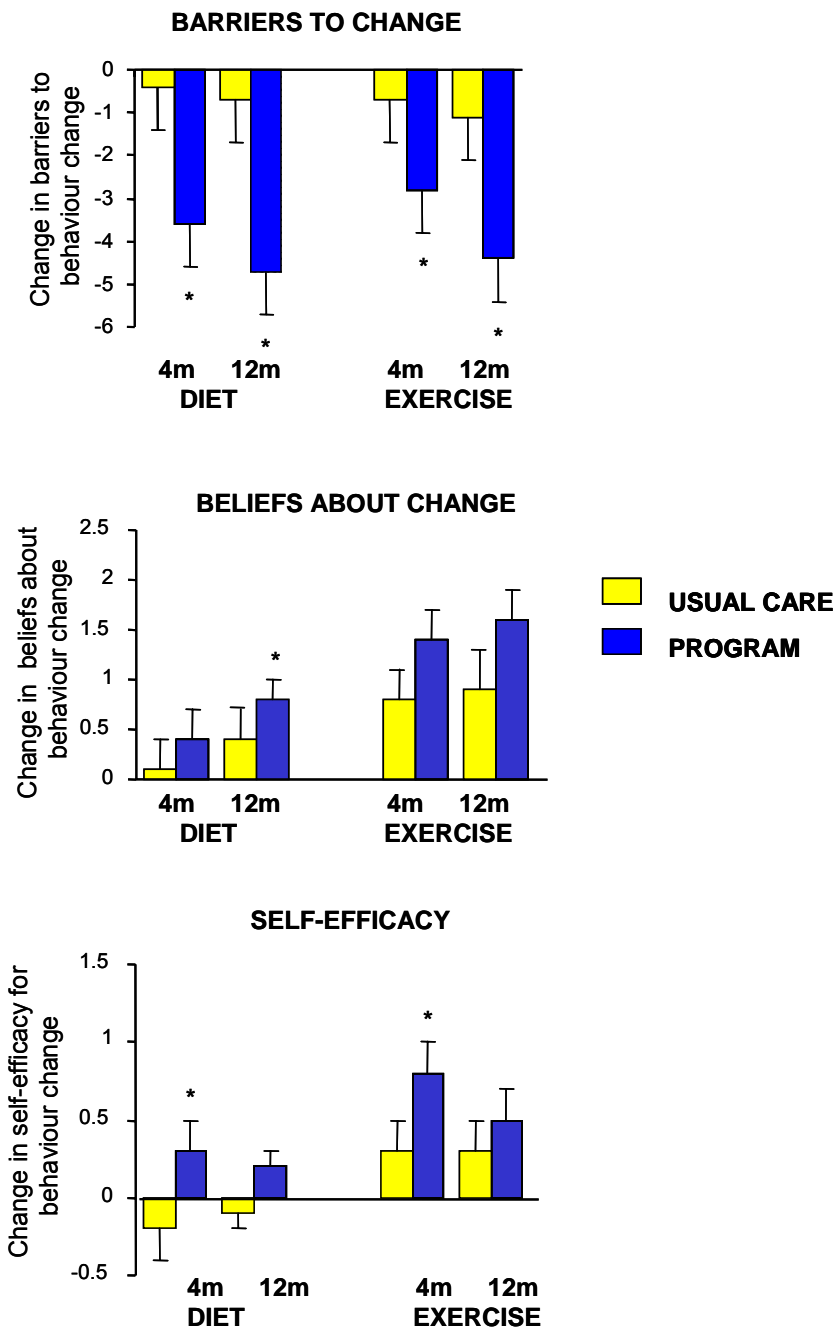 BARRIERS TO CHANGE
Change in barriers to
behaviour change
0
-1
-2
-3
-4
-5
-6
*
*
*
*
4m 12m 4m 12m
DIET EXERCISE
BELIEFS ABOUT CHANGE
Change in beliefs about
behaviour change
2.5
2
1.5
1
0.5
0
*
4m 12m 4m 12m
DIET EXERCISE
USUAL CARE
PROGRAM
SELF-EFFICACY
Change in self-efficacy for
behaviour change
1.5
1
0.5
0
-0.5
*
*
4m 12m 4m 12m
DIET EXERCISE